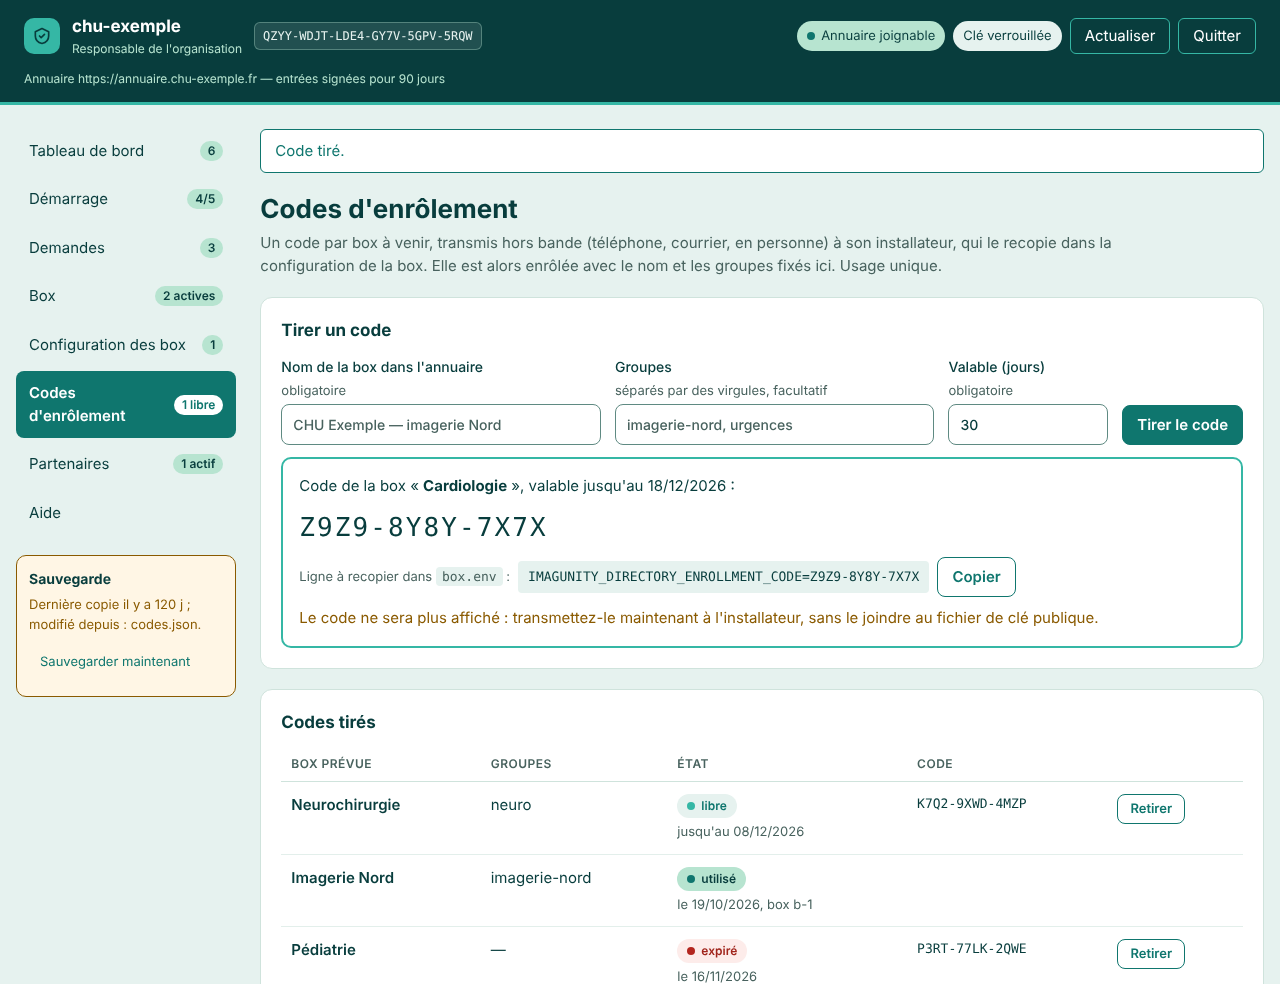 chu-exemple
Responsable de l'organisation
QZYY-WDJT-LDE4-GY7V-5GPV-5RQW
Annuaire joignable
Clé verrouillée
Actualiser
Quitter
Annuaire https://annuaire.chu-exemple.fr — entrées signées pour 90 jours
Tableau de bord 6
Démarrage 4/5
Demandes 3
Box 2 actives
Configuration des box 1
Codes
d'enrôlement 1 libre
Partenaires 1 actif
Aide
Sauvegarde
Dernière copie il y a 120 j ;
modifié depuis : codes.json.
Sauvegarder maintenant
Code tiré.
Codes d'enrôlement
Un code par box à venir, transmis hors bande (téléphone, courrier, en personne) à son installateur, qui le recopie dans la
configuration de la box. Elle est alors enrôlée avec le nom et les groupes fixés ici. Usage unique.
Tirer un code
Nom de la box dans l'annuaire
obligatoire
CHU Exemple — imagerie Nord
Groupes
séparés par des virgules, facultatif
imagerie-nord, urgences
Valable (jours)
obligatoire
30
Tirer le code
Code de la box « Cardiologie », valable jusqu'au 18/12/2026 :
Z9Z9-8Y8Y-7X7X
Ligne à recopier dans box.env : IMAGUNITY_DIRECTORY_ENROLLMENT_CODE=Z9Z9-8Y8Y-7X7X Copier
Le code ne sera plus affiché : transmettez-le maintenant à l'installateur, sans le joindre au fichier de clé publique.
Codes tirés
BOX PRÉVUE GROUPES ÉTAT CODE
Neurochirurgie neuro libre K7Q2-9XWD-4MZP Retirer
jusqu'au 08/12/2026
Imagerie Nord imagerie-nord utilisé
le 19/10/2026, box b-1
Pédiatrie — expiré P3RT-77LK-2QWE Retirer
le 16/11/2026